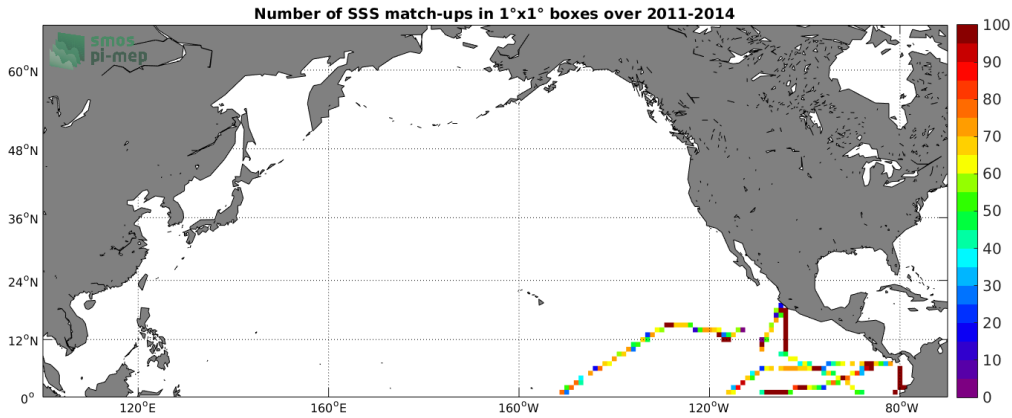 Number of SSS match-ups in 1°x1° boxes over 2011-2014
smos
pi-mep
60°N
48°N
36°N
24°N
12°N
0°
120°E
160°E
160°W
120°W
80°W
100
90
80
70
60
50
40
30
20
10
0